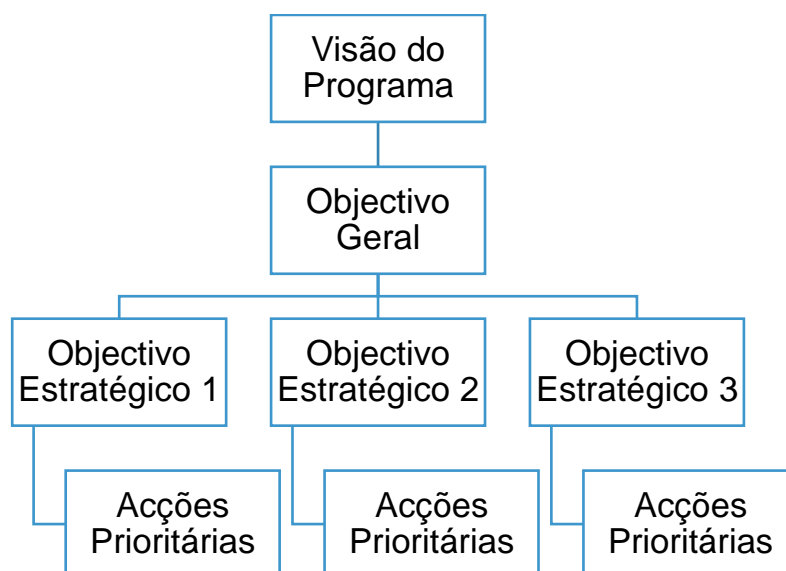 Visão do
Programa
Objectivo
Geral
Objectivo
Estratégico 1
Objectivo
Estratégico 2
Objectivo
Estratégico 3
Acções
Prioritárias
Acções
Prioritárias
Acções
Prioritárias